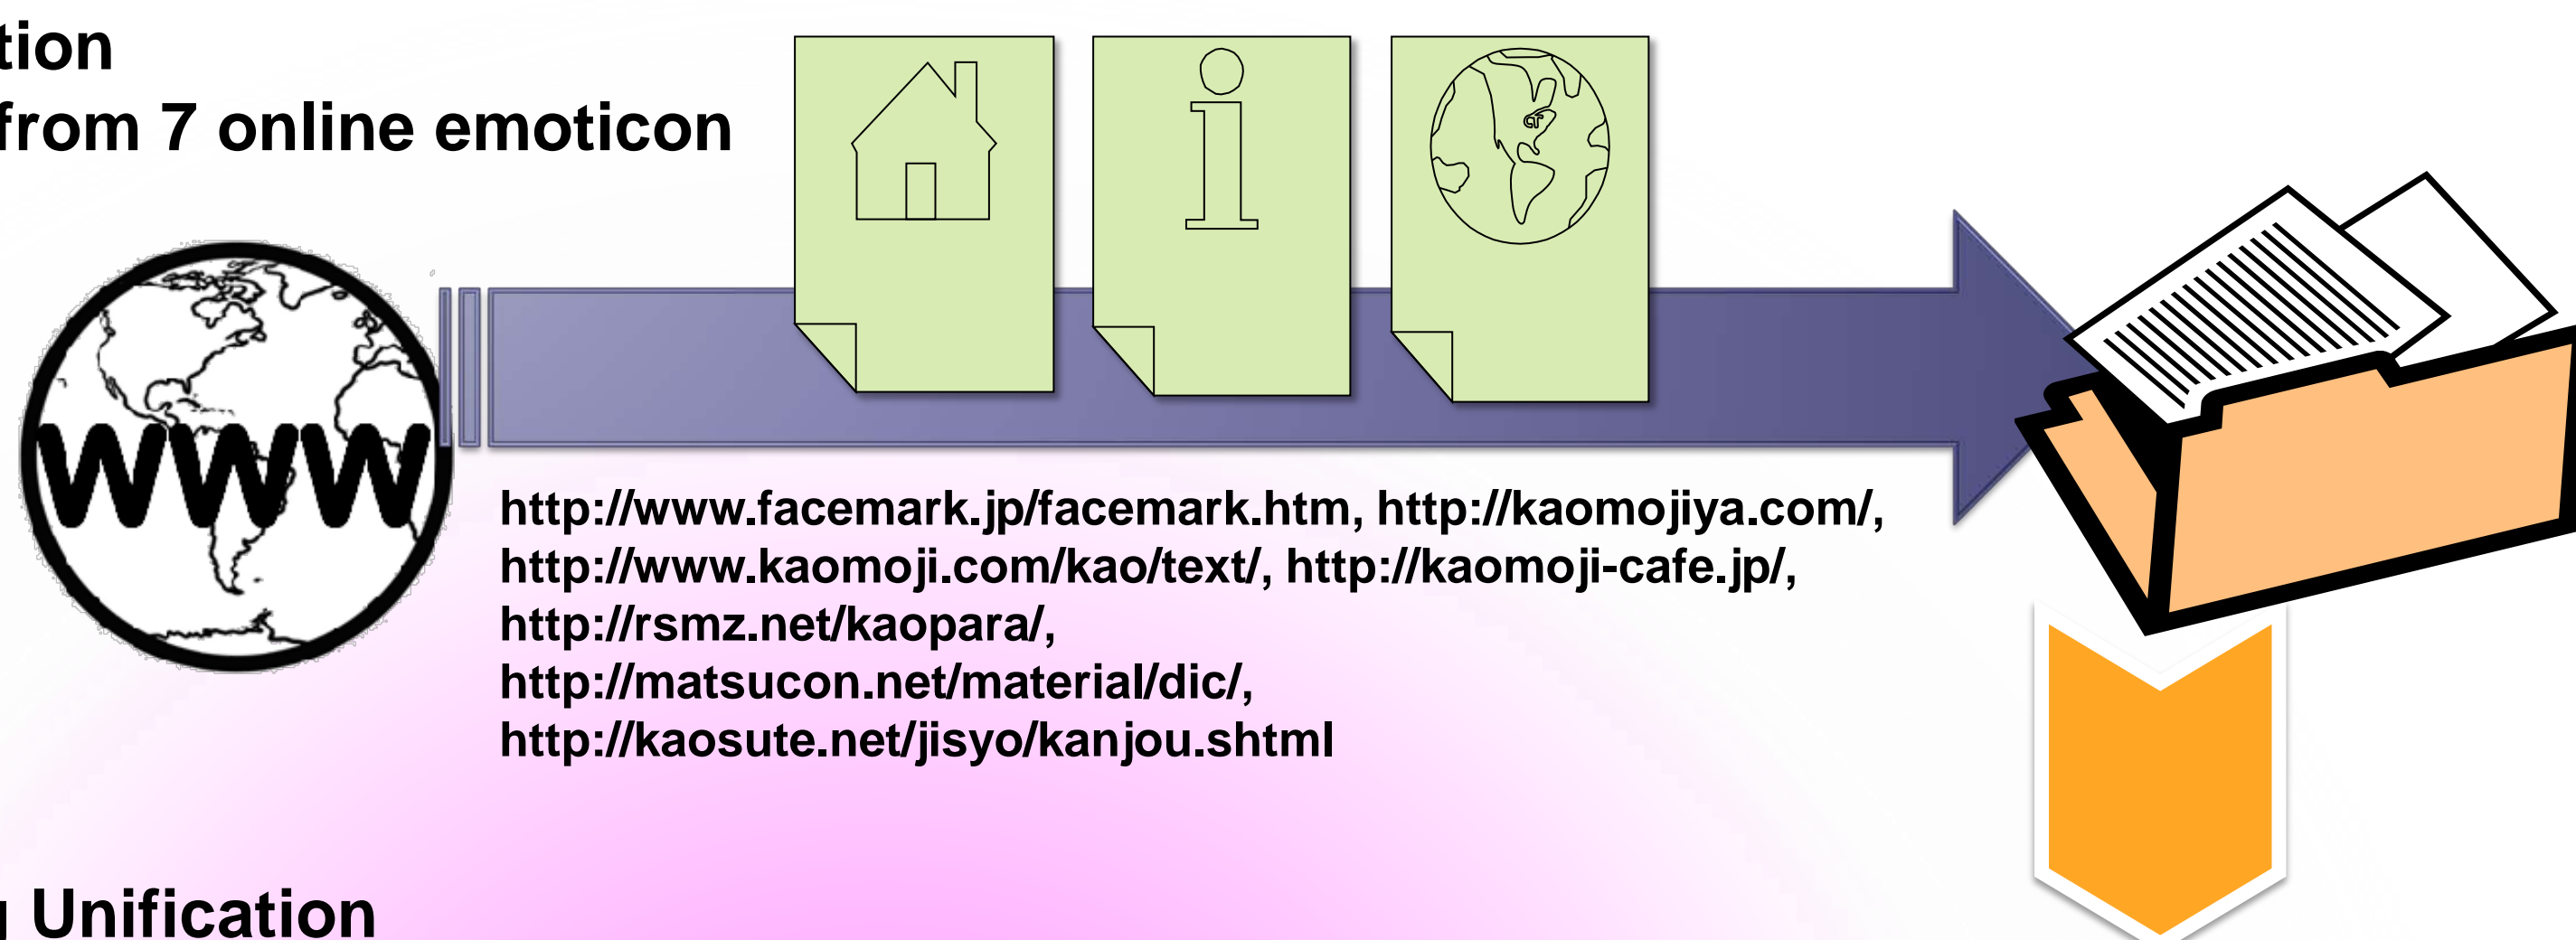 tion
from 7 online emoticon
WWW
http://www.facemark.jp/facemark.htm, http://kaomojiya.com/,
http://www.kaomoji.com/kao/text/, http://kaomoji-cafe.jp/,
http://rsmz.net/kaopara/,
http://matsucon.net/material/dic/,
http://kaosute.net/jisyo/kanjou.shtml
g Unification